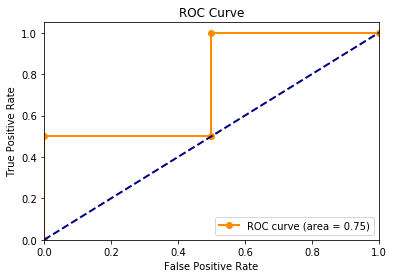 ROC Curve
1.0
0.8
0.6
0.4
0.2
0.0
True Positive Rate
ROC curve (area = 0.75)
0.0 0.2 0.4 0.6 0.8 1.0
False Positive Rate